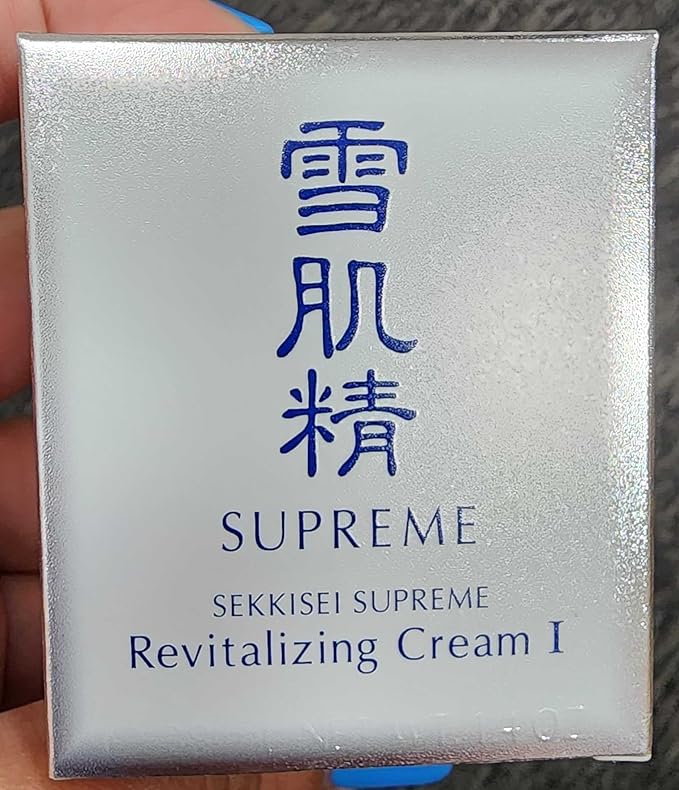 雪肌精
SUPREME
SEKKISEI SUPREME
Revitalizing Cream I